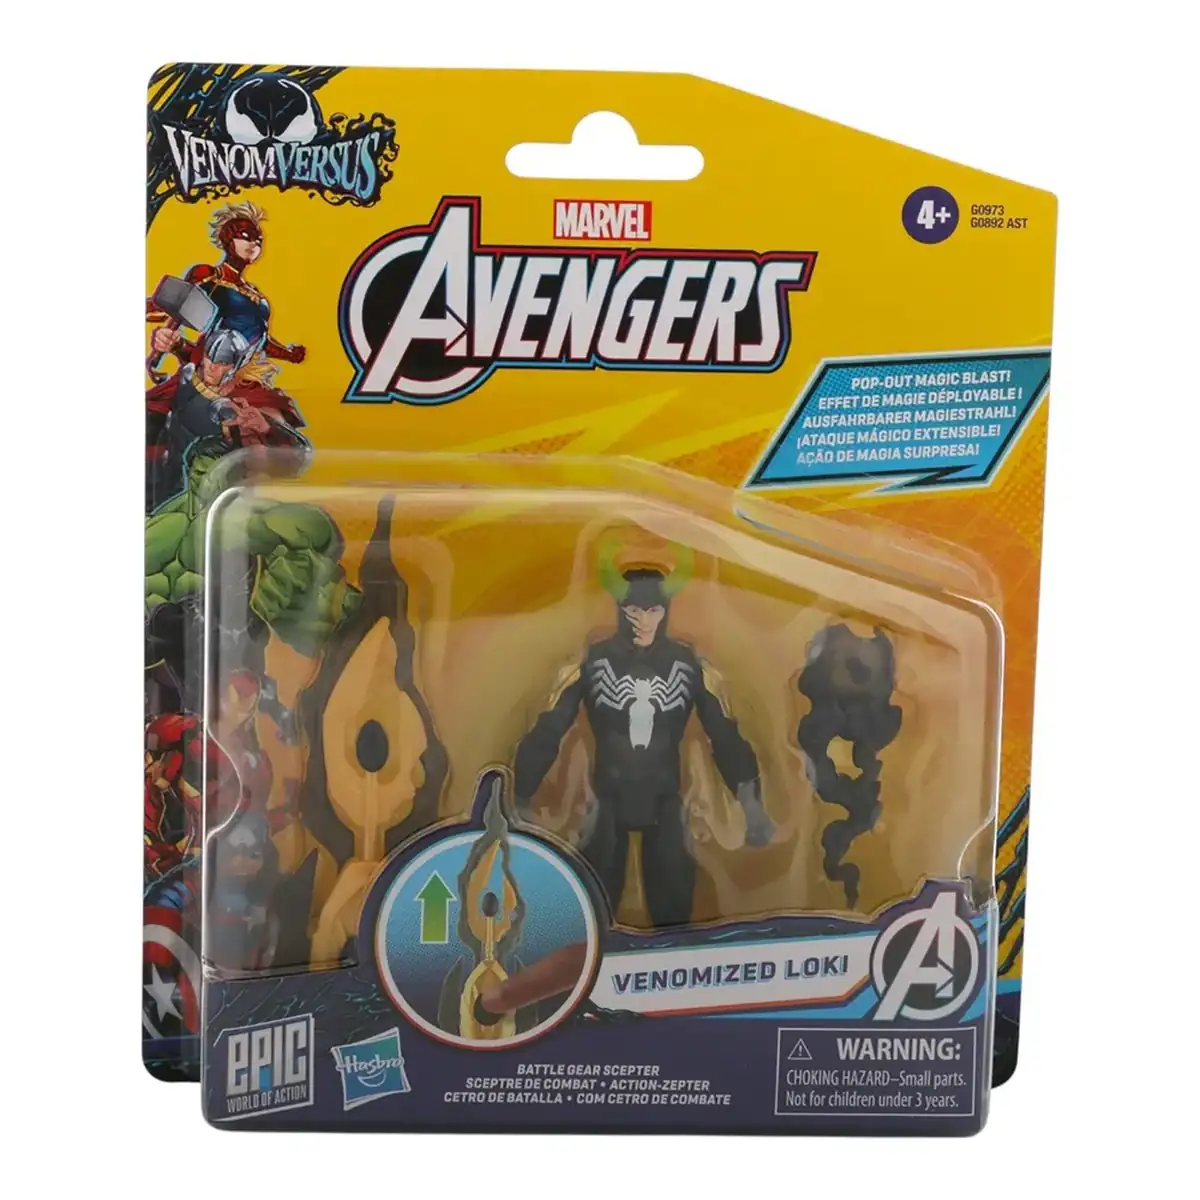 VENOMVERSUS
MARVEL
AVENGERS
4+
G0973
G0892 AST
POP-OUT MAGIC BLAST!
EFFET DE MAGIE DÉPLOYABLE !
AUSFAHRBARER MAGIESTRAHL!
¡ATAQUE MÁGICO EXTENSIBLE!
AÇÃO DE MAGIA SURPRESA!
VENOMIZED LOKI
EPIC
WORLD OF ACTION
Hasbro
BATTLE GEAR SCEPTER
SCEPTRE DE COMBAT • ACTION-ZEPTER
CETRO DE BATALLA • COM CETRO DE COMBATE
WARNING:
CHOKING HAZARD–Small parts.
Not for children under 3 years.